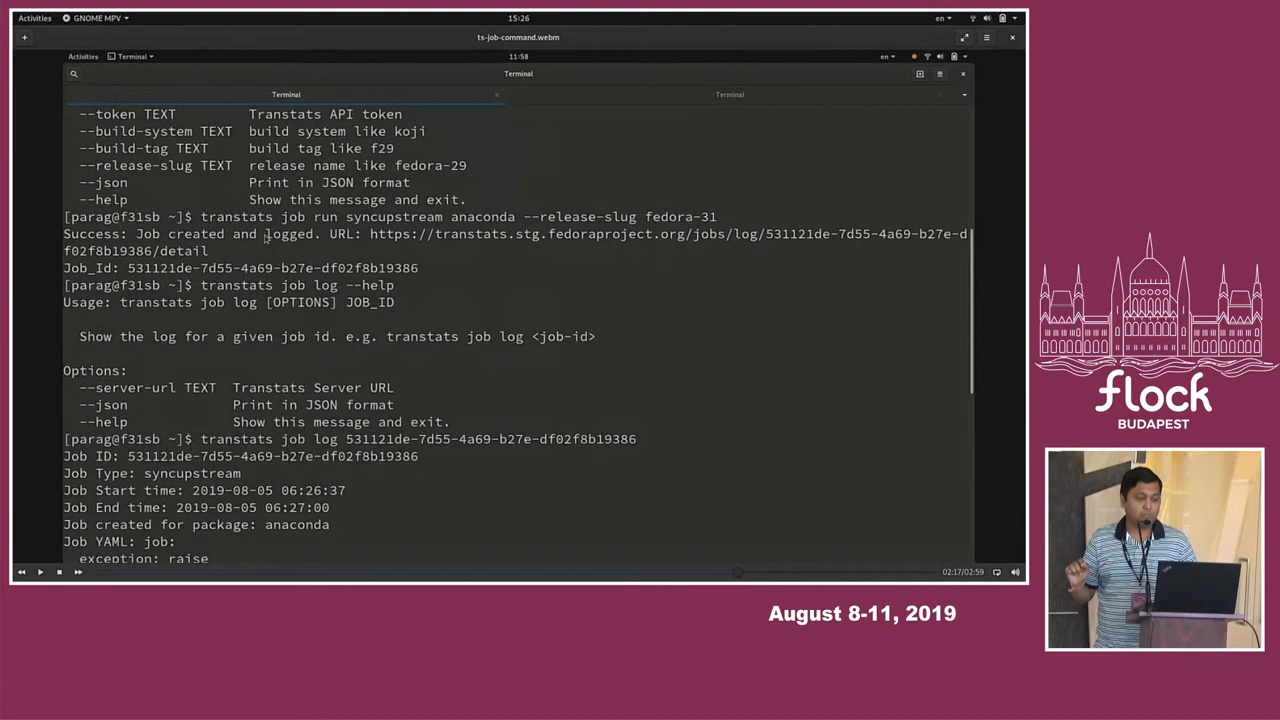 Activities GNOME MPV 15:26 en
ts-job-command.webm
Activities Terminal 11:58 en
Terminal
Terminal Terminal
--token TEXT Transtats API token
--build-system TEXT build system like koji
--build-tag TEXT build tag like f29
--release-slug TEXT release name like fedora-29
--json Print in JSON format
--help Show this message and exit.
[parag@f31sb ~]$ transtats job run syncupstream anaconda --release-slug fedora-31
Success: Job created and logged. URL: https://transtats.stg.fedoraproject.org/jobs/log/531121de-7d55-4a69-b27e-d
f02f8b19386/detail
Job_Id: 531121de-7d55-4a69-b27e-df02f8b19386
[parag@f31sb ~]$ transtats job log --help
Usage: transtats job log [OPTIONS] JOB_ID
Show the log for a given job id. e.g. transtats job log <job-id>
Options:
--server-url TEXT Transtats Server URL
--json Print in JSON format
--help Show this message and exit.
[parag@f31sb ~]$ transtats job log 531121de-7d55-4a69-b27e-df02f8b19386
Job ID: 531121de-7d55-4a69-b27e-df02f8b19386
Job Type: syncupstream
Job Start time: 2019-08-05 06:26:37
Job End time: 2019-08-05 06:27:00
Job created for package: anaconda
Job YAML: job:
exception: raise
02:17/02:59
flock
BUDAPEST
August 8-11, 2019